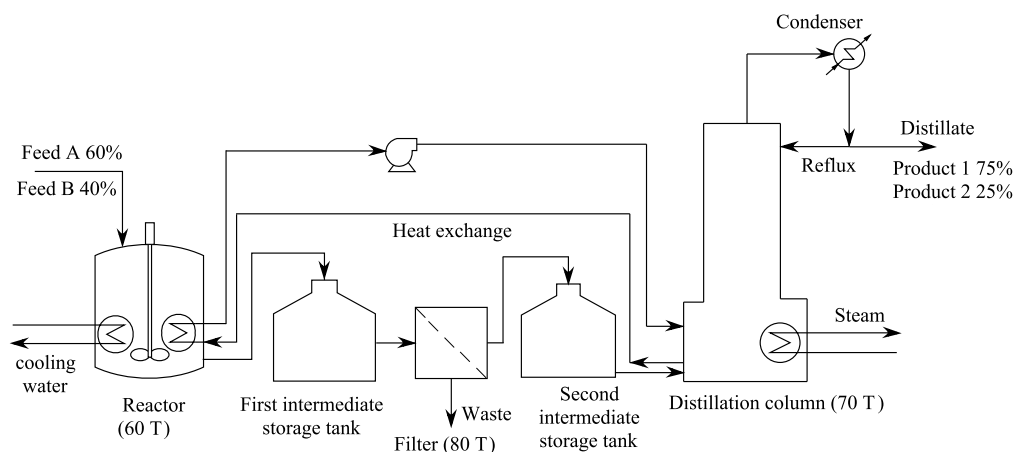 Condenser
Distillate
Reflux
Product 1 75%
Product 2 25%
Feed A 60%
Feed B 40%
Heat exchange
Steam
cooling
water
Reactor
(60 T)
First intermediate
storage tank
Waste
Filter (80 T)
Second
intermediate
storage tank
Distillation column (70 T)